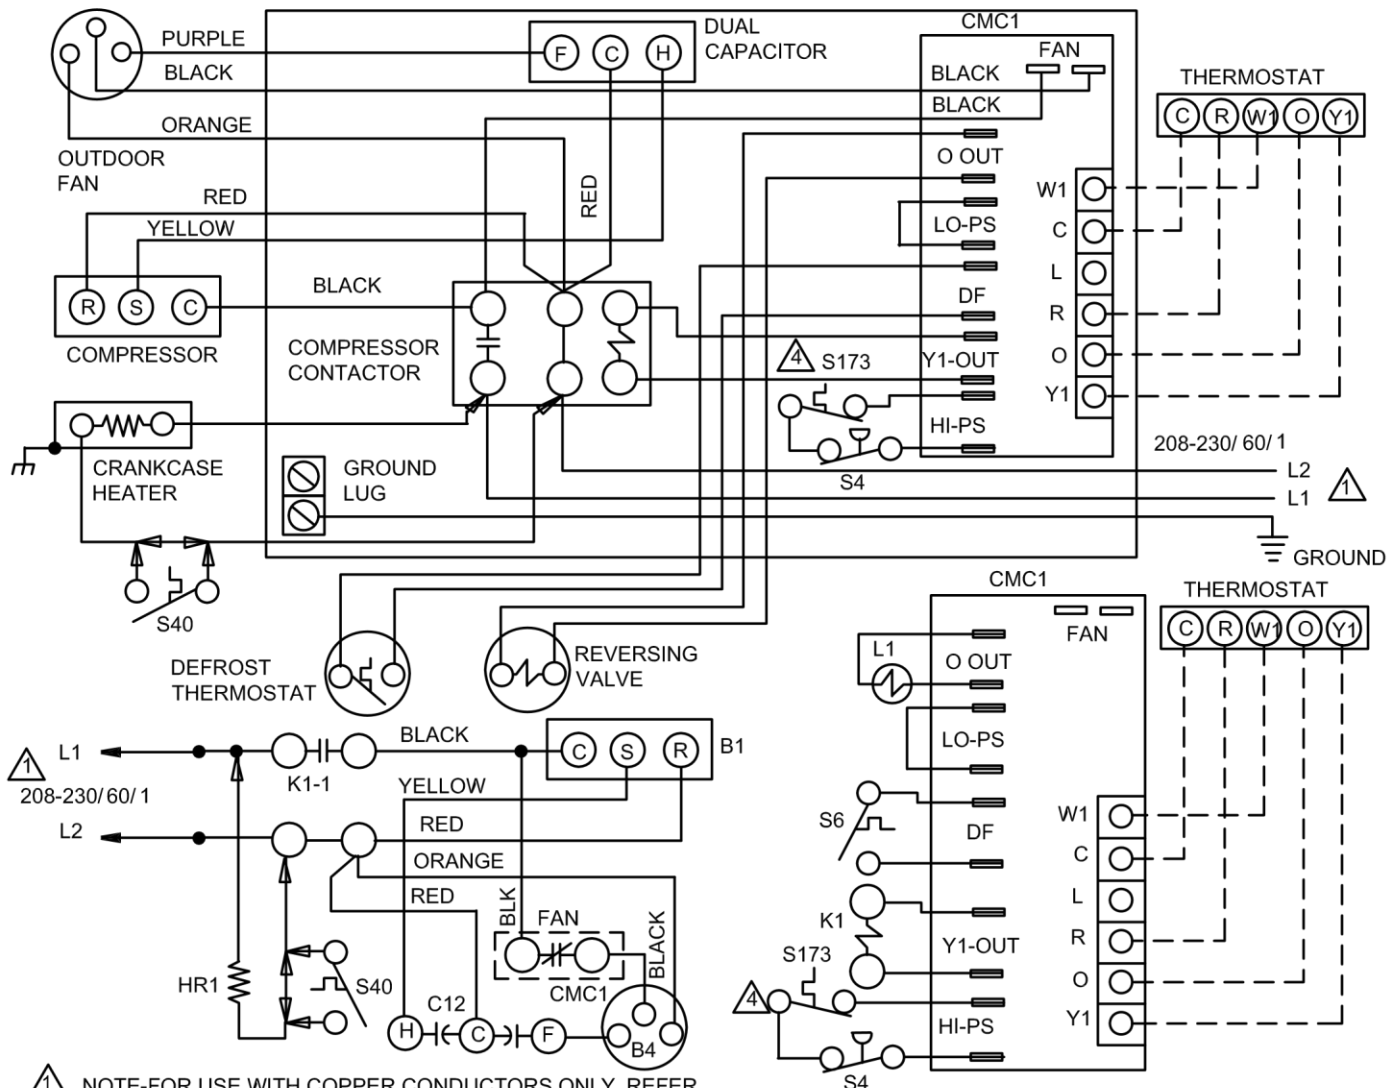 CMC1
PURPLE
F C H
DUAL
CAPACITOR
FAN
BLACK
BLACK
THERMOSTAT
BLACK
C R W1 O Y1
ORANGE
OUTDOOR
FAN
O OUT
RED
RED
W1
YELLOW
LO-PS
C
L
BLACK
R S C
DF
R
COMPRESSOR
COMPRESSOR
CONTACTOR
4
S173
Y1-OUT
O
Y1
HI-PS
208-230/60/1
CRANKCASE
HEATER
GROUND
LUG
S4
L2
L1
1
GROUND
S40
CMC1
THERMOSTAT
FAN
C R W1 O Y1
DEFROST
THERMOSTAT
REVERSING
VALVE
L1
O OUT
L1
BLACK
C S R
B1
LO-PS
1
K1-1
208-230/60/1
YELLOW
L2
RED
S6
DF
W1
ORANGE
C
RED
BLK
FAN
BLACK
K1
L
Y1-OUT
R
HR1
S40
CMC1
S173
O
C12
4
H C F
B4
HI-PS
Y1
S4
1
NOTE-FOR USE WITH COPPER CONDUCTORS ONLY. REFER